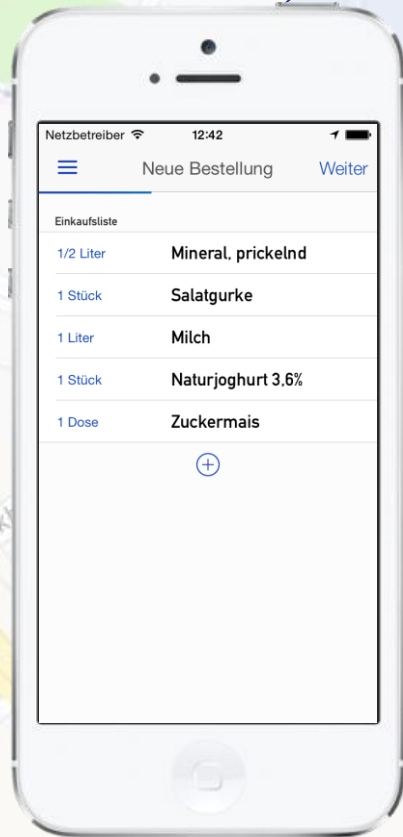 Netzbetreiber 12:42
Neue Bestellung Weiter
Einkaufsliste
1/2 Liter Mineral, prickelnd
1 Stück Salatgurke
1 Liter Milch
1 Stück Naturjoghurt 3,6%
1 Dose Zuckermais